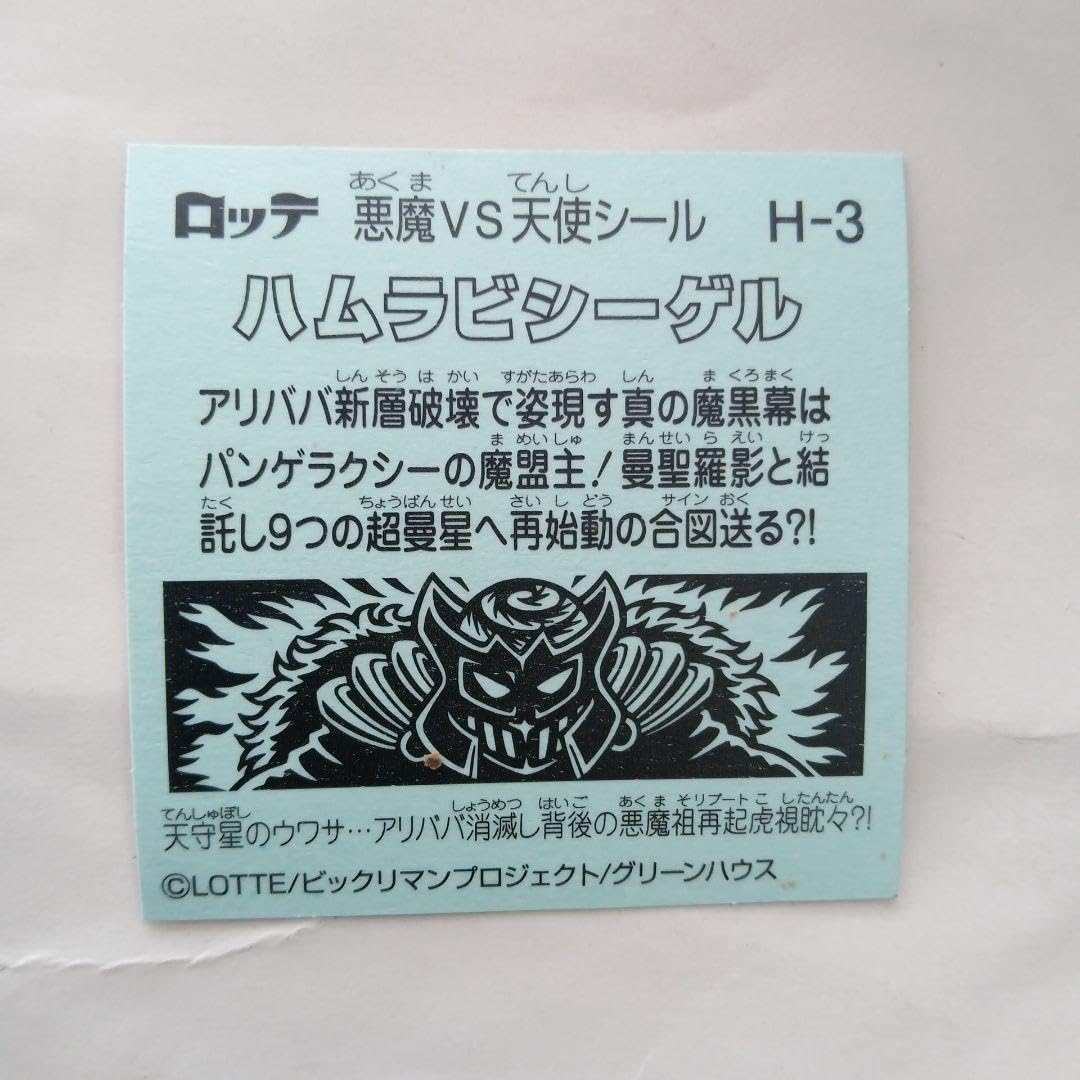 ロッテ 悪魔VS天使シール H-3
あくま てんし
ハムラビシーゲル
しんそうはかい すがたあらわ しん まくろまく
アリババ新層破壊で姿現す真の魔黒幕は
まめいしゅ まんせいらえい けっ
パンゲラクシーの魔盟主!曼聖羅影と結
たく ちょうばんせい さいしどう サインおく
託し9つの超曼星へ再始動の合図送る?!
てんしゅぼし しょうめつ はいご あくまそリブートこしたんたん
天守星のウワサ…アリババ消滅し背後の悪魔祖再起虎視眈々?!
©LOTTE/ビックリマンプロジェクト/グリーンハウス